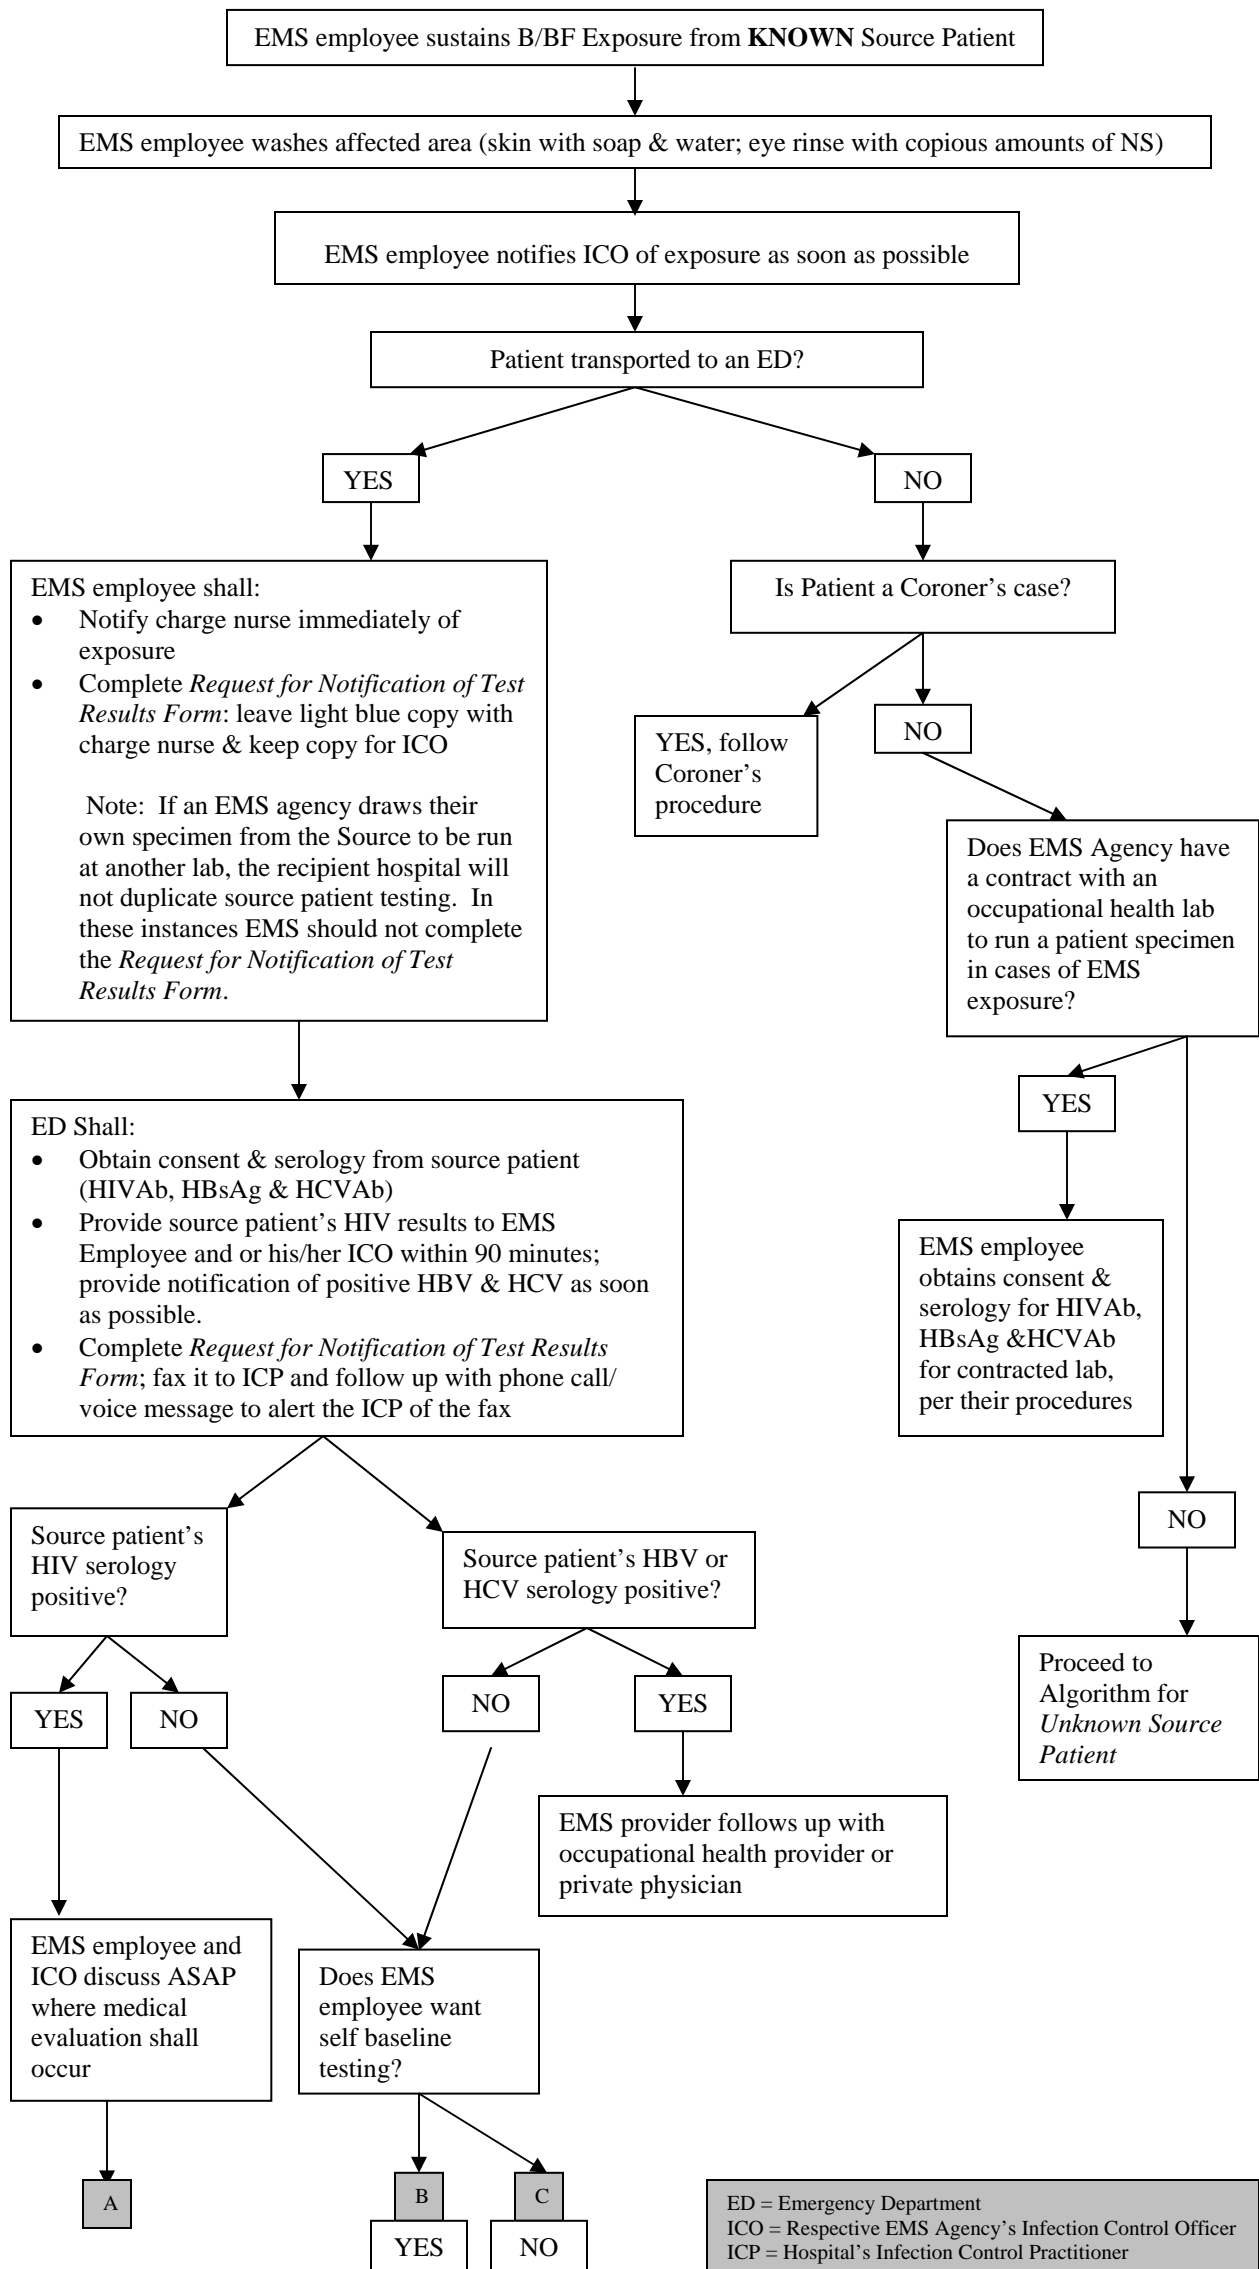 EMS employee sustains B/BF Exposure from KNOWN Source Patient
EMS employee washes affected area (skin with soap & water; eye rinse with copious amounts of NS)
EMS employee notifies ICO of exposure as soon as possible
Patient transported to an ED?
YES
NO
EMS employee shall:
• Notify charge nurse immediately of
exposure
• Complete Request for Notification of Test
Results Form: leave light blue copy with
charge nurse & keep copy for ICO
Note: If an EMS agency draws their
own specimen from the Source to be run
at another lab, the recipient hospital will
not duplicate source patient testing. In
these instances EMS should not complete
the Request for Notification of Test
Results Form.
Is Patient a Coroner's case?
YES, follow
Coroner's
procedure
NO
Does EMS Agency have
a contract with an
occupational health lab
to run a patient specimen
in cases of EMS
exposure?
YES
EMS employee
obtains consent &
serology for HIVAb,
HBsAg &HCVAb
for contracted lab,
per their procedures
NO
Proceed to
Algorithm for
Unknown Source
Patient
ED Shall:
• Obtain consent & serology from source patient
(HIVAb, HBsAg & HCVAb)
• Provide source patient's HIV results to EMS
Employee and or his/her ICO within 90 minutes;
provide notification of positive HBV & HCV as soon
as possible.
• Complete Request for Notification of Test Results
Form; fax it to ICP and follow up with phone call/
voice message to alert the ICP of the fax
Source patient's
HIV serology
positive?
Source patient's HBV or
HCV serology positive?
YES
NO
NO
YES
EMS provider follows up with
occupational health provider or
private physician
EMS employee and
ICO discuss ASAP
where medical
evaluation shall
occur
Does EMS
employee want
self baseline
testing?
A
B
C
YES
NO
ED = Emergency Department
ICO = Respective EMS Agency's Infection Control Officer
ICP = Hospital's Infection Control Practitioner